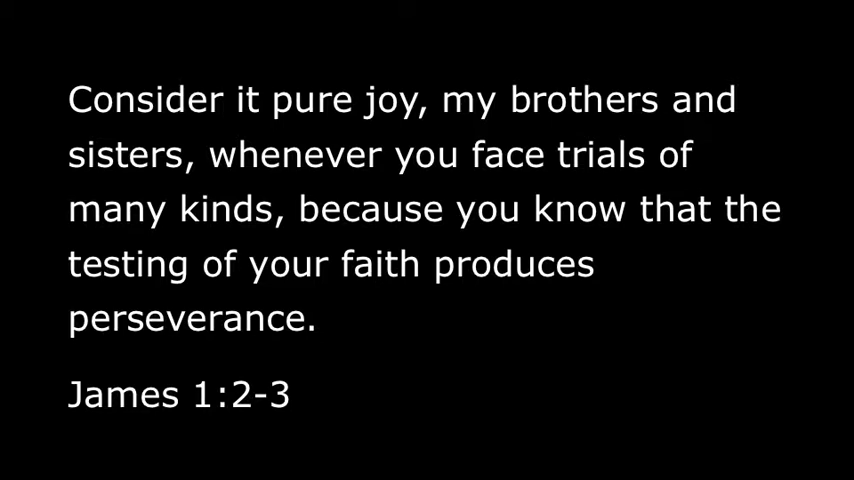 Consider it pure joy, my brothers and
sisters, whenever you face trials of
many kinds, because you know that the
testing of your faith produces
perseverance.
James 1:2-3